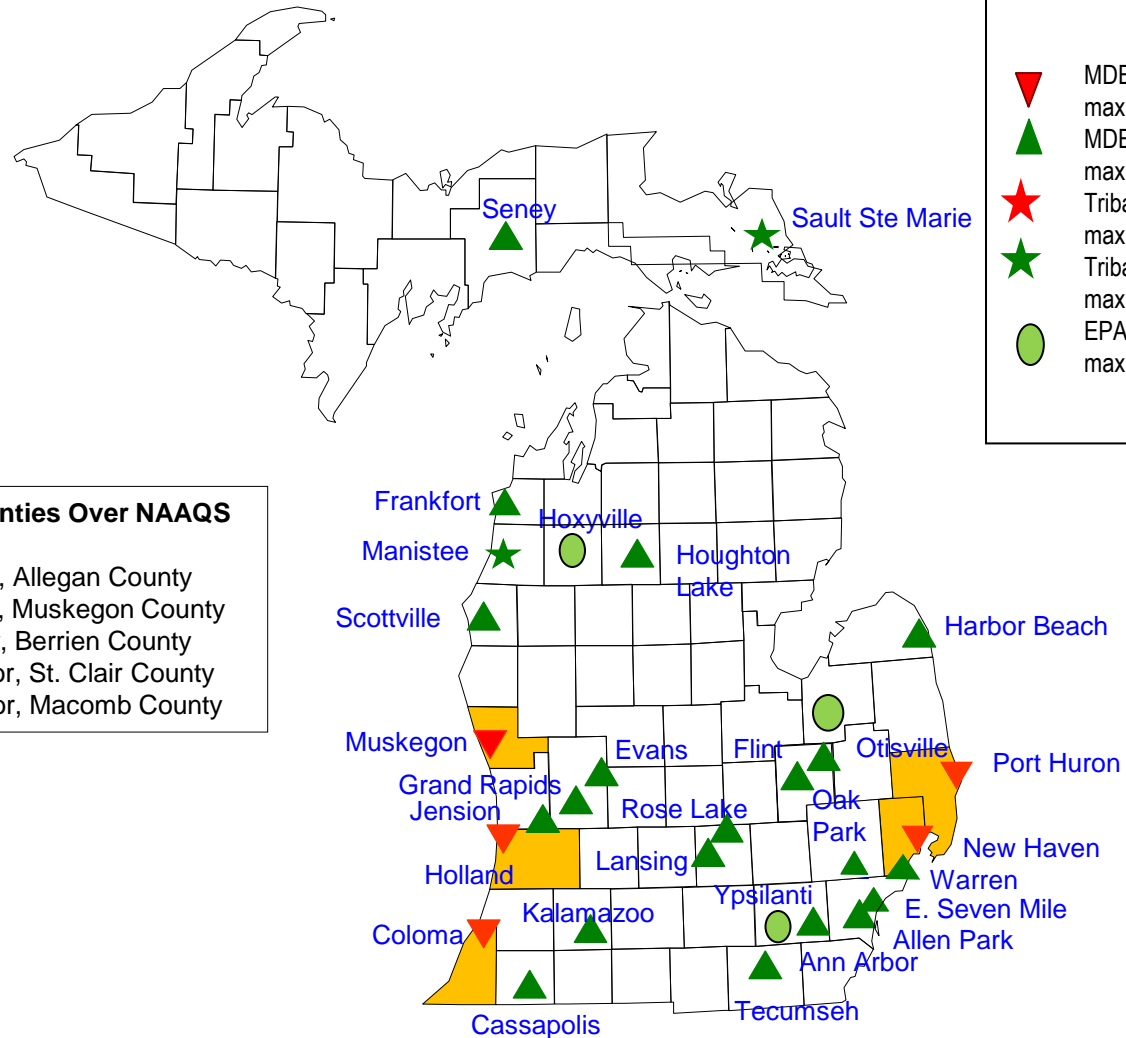 MDE
max
MDE
max
Triba
max
Triba
max
EPA
max
Seney
Sault Ste Marie
nties Over NAAQS
, Allegan County
, Muskegon County
, Berrien County
or, St. Clair County
or, Macomb County
Frankfort
Hoxyville
Manistee
Houghton
Lake
Scottville
Harbor Beach
Muskegon
Evans
Flint
Otisville
Port Huron
Grand Rapids
Jension
Rose Lake
Oak
Park
Holland
Lansing
New Haven
Warren
Ypsilanti
E. Seven Mile
Kalamazoo
Allen Park
Coloma
Ann Arbor
Tecumseh
Cassapolis